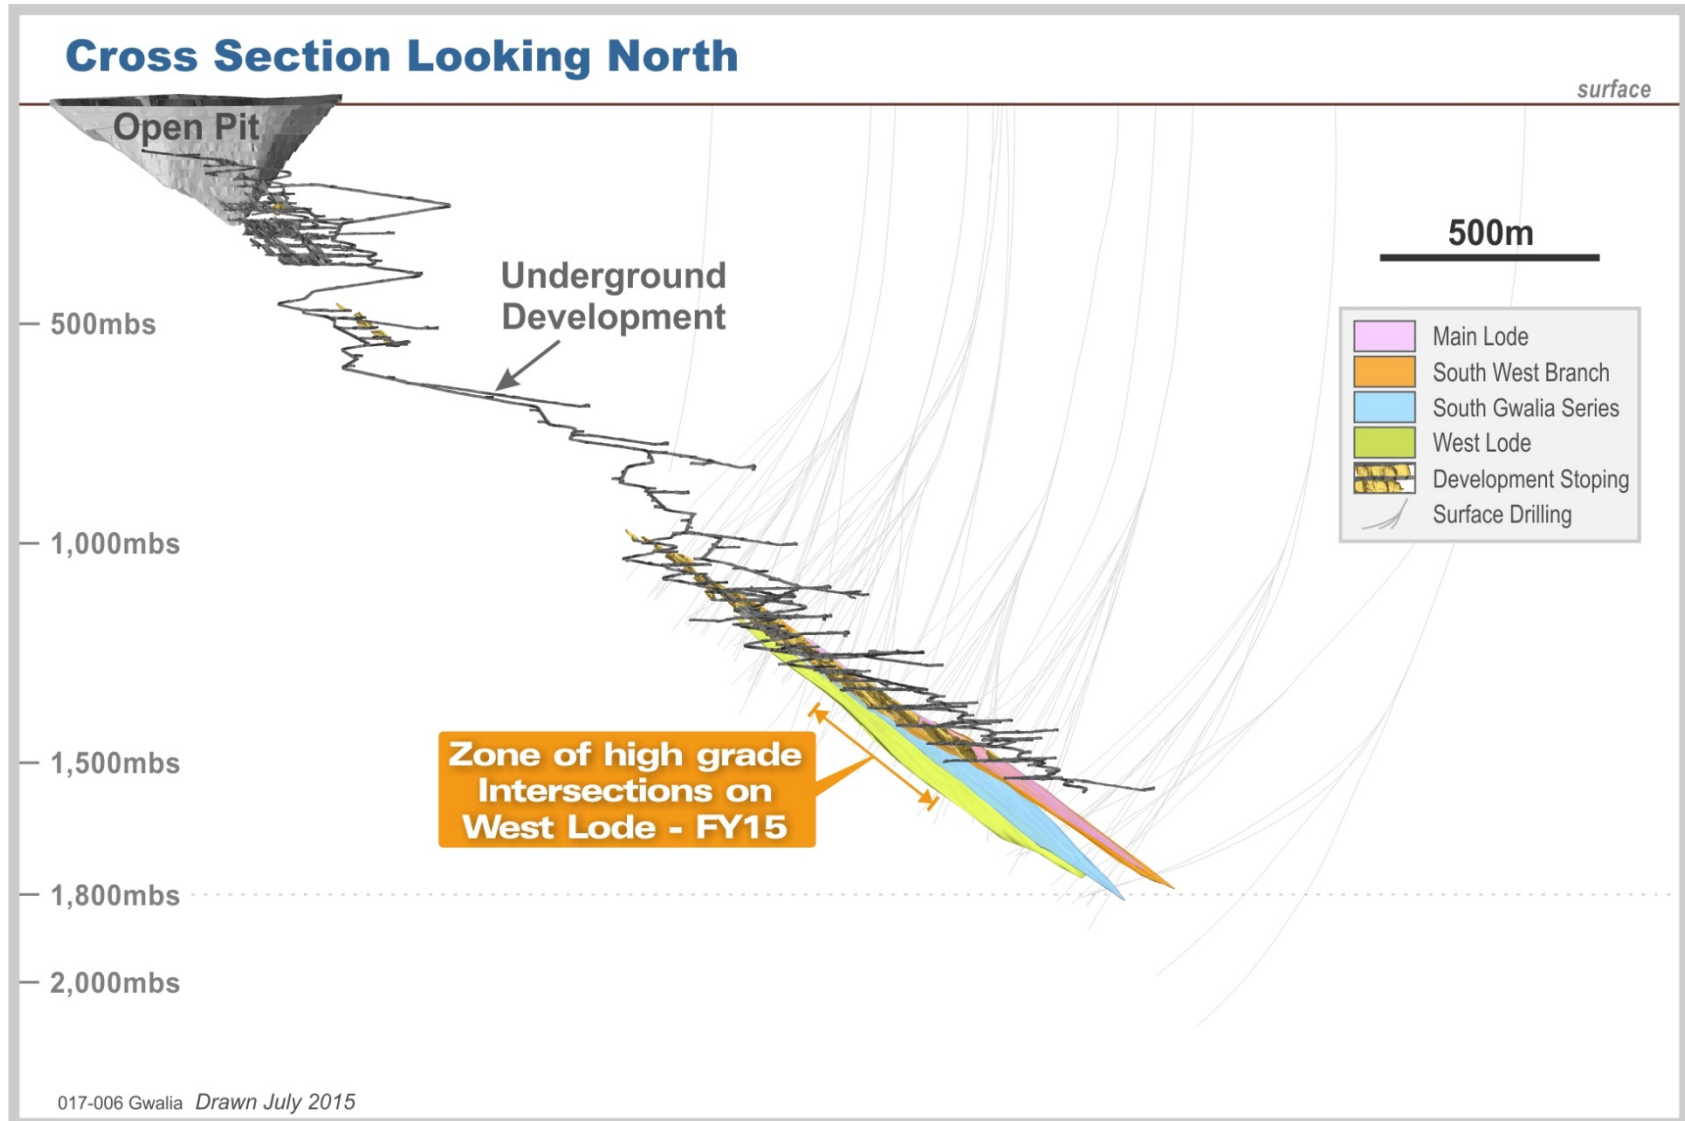 Cross Section Looking North
surface
Open Pit
500m
Underground
Development
500mbs
Main Lode
South West Branch
South Gwalia Series
West Lode
Development Stoping
Surface Drilling
1,000mbs
Zone of high grade
Intersections on
West Lode - FY15
1,500mbs
1,800mbs
2,000mbs
017-006 Gwalia Drawn July 2015